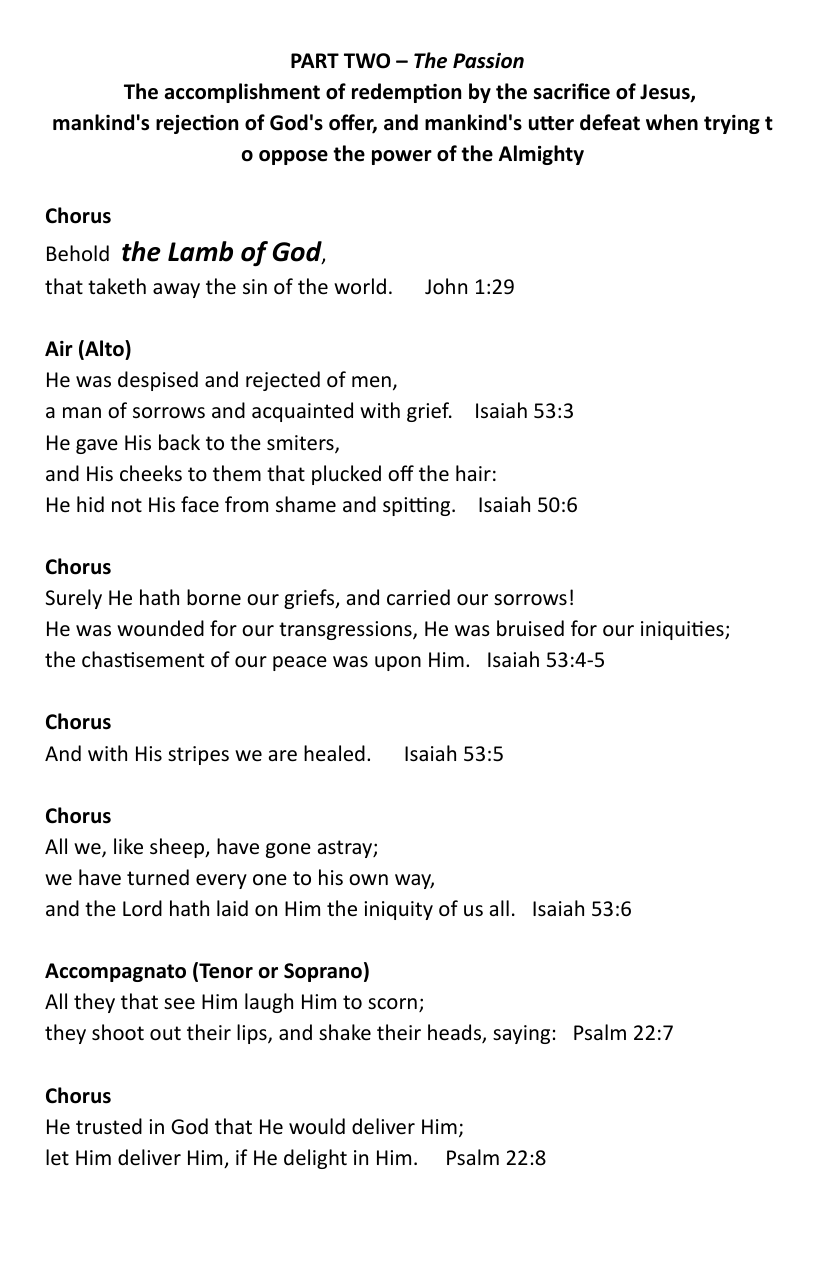 PART TWO – The Passion
The accomplishment of redemption by the sacrifice of Jesus,
mankind's rejection of God's offer, and mankind's utter defeat when trying t
o oppose the power of the Almighty
Chorus
Behold the Lamb of God,
that taketh away the sin of the world. John 1:29
Air (Alto)
He was despised and rejected of men,
a man of sorrows and acquainted with grief. Isaiah 53:3
He gave His back to the smiters,
and His cheeks to them that plucked off the hair:
He hid not His face from shame and spitting. Isaiah 50:6
Chorus
Surely He hath borne our griefs, and carried our sorrows!
He was wounded for our transgressions, He was bruised for our iniquities;
the chastisement of our peace was upon Him. Isaiah 53:4-5
Chorus
And with His stripes we are healed. Isaiah 53:5
Chorus
All we, like sheep, have gone astray;
we have turned every one to his own way,
and the Lord hath laid on Him the iniquity of us all. Isaiah 53:6
Accompagnato (Tenor or Soprano)
All they that see Him laugh Him to scorn;
they shoot out their lips, and shake their heads, saying: Psalm 22:7
Chorus
He trusted in God that He would deliver Him;
let Him deliver Him, if He delight in Him. Psalm 22:8